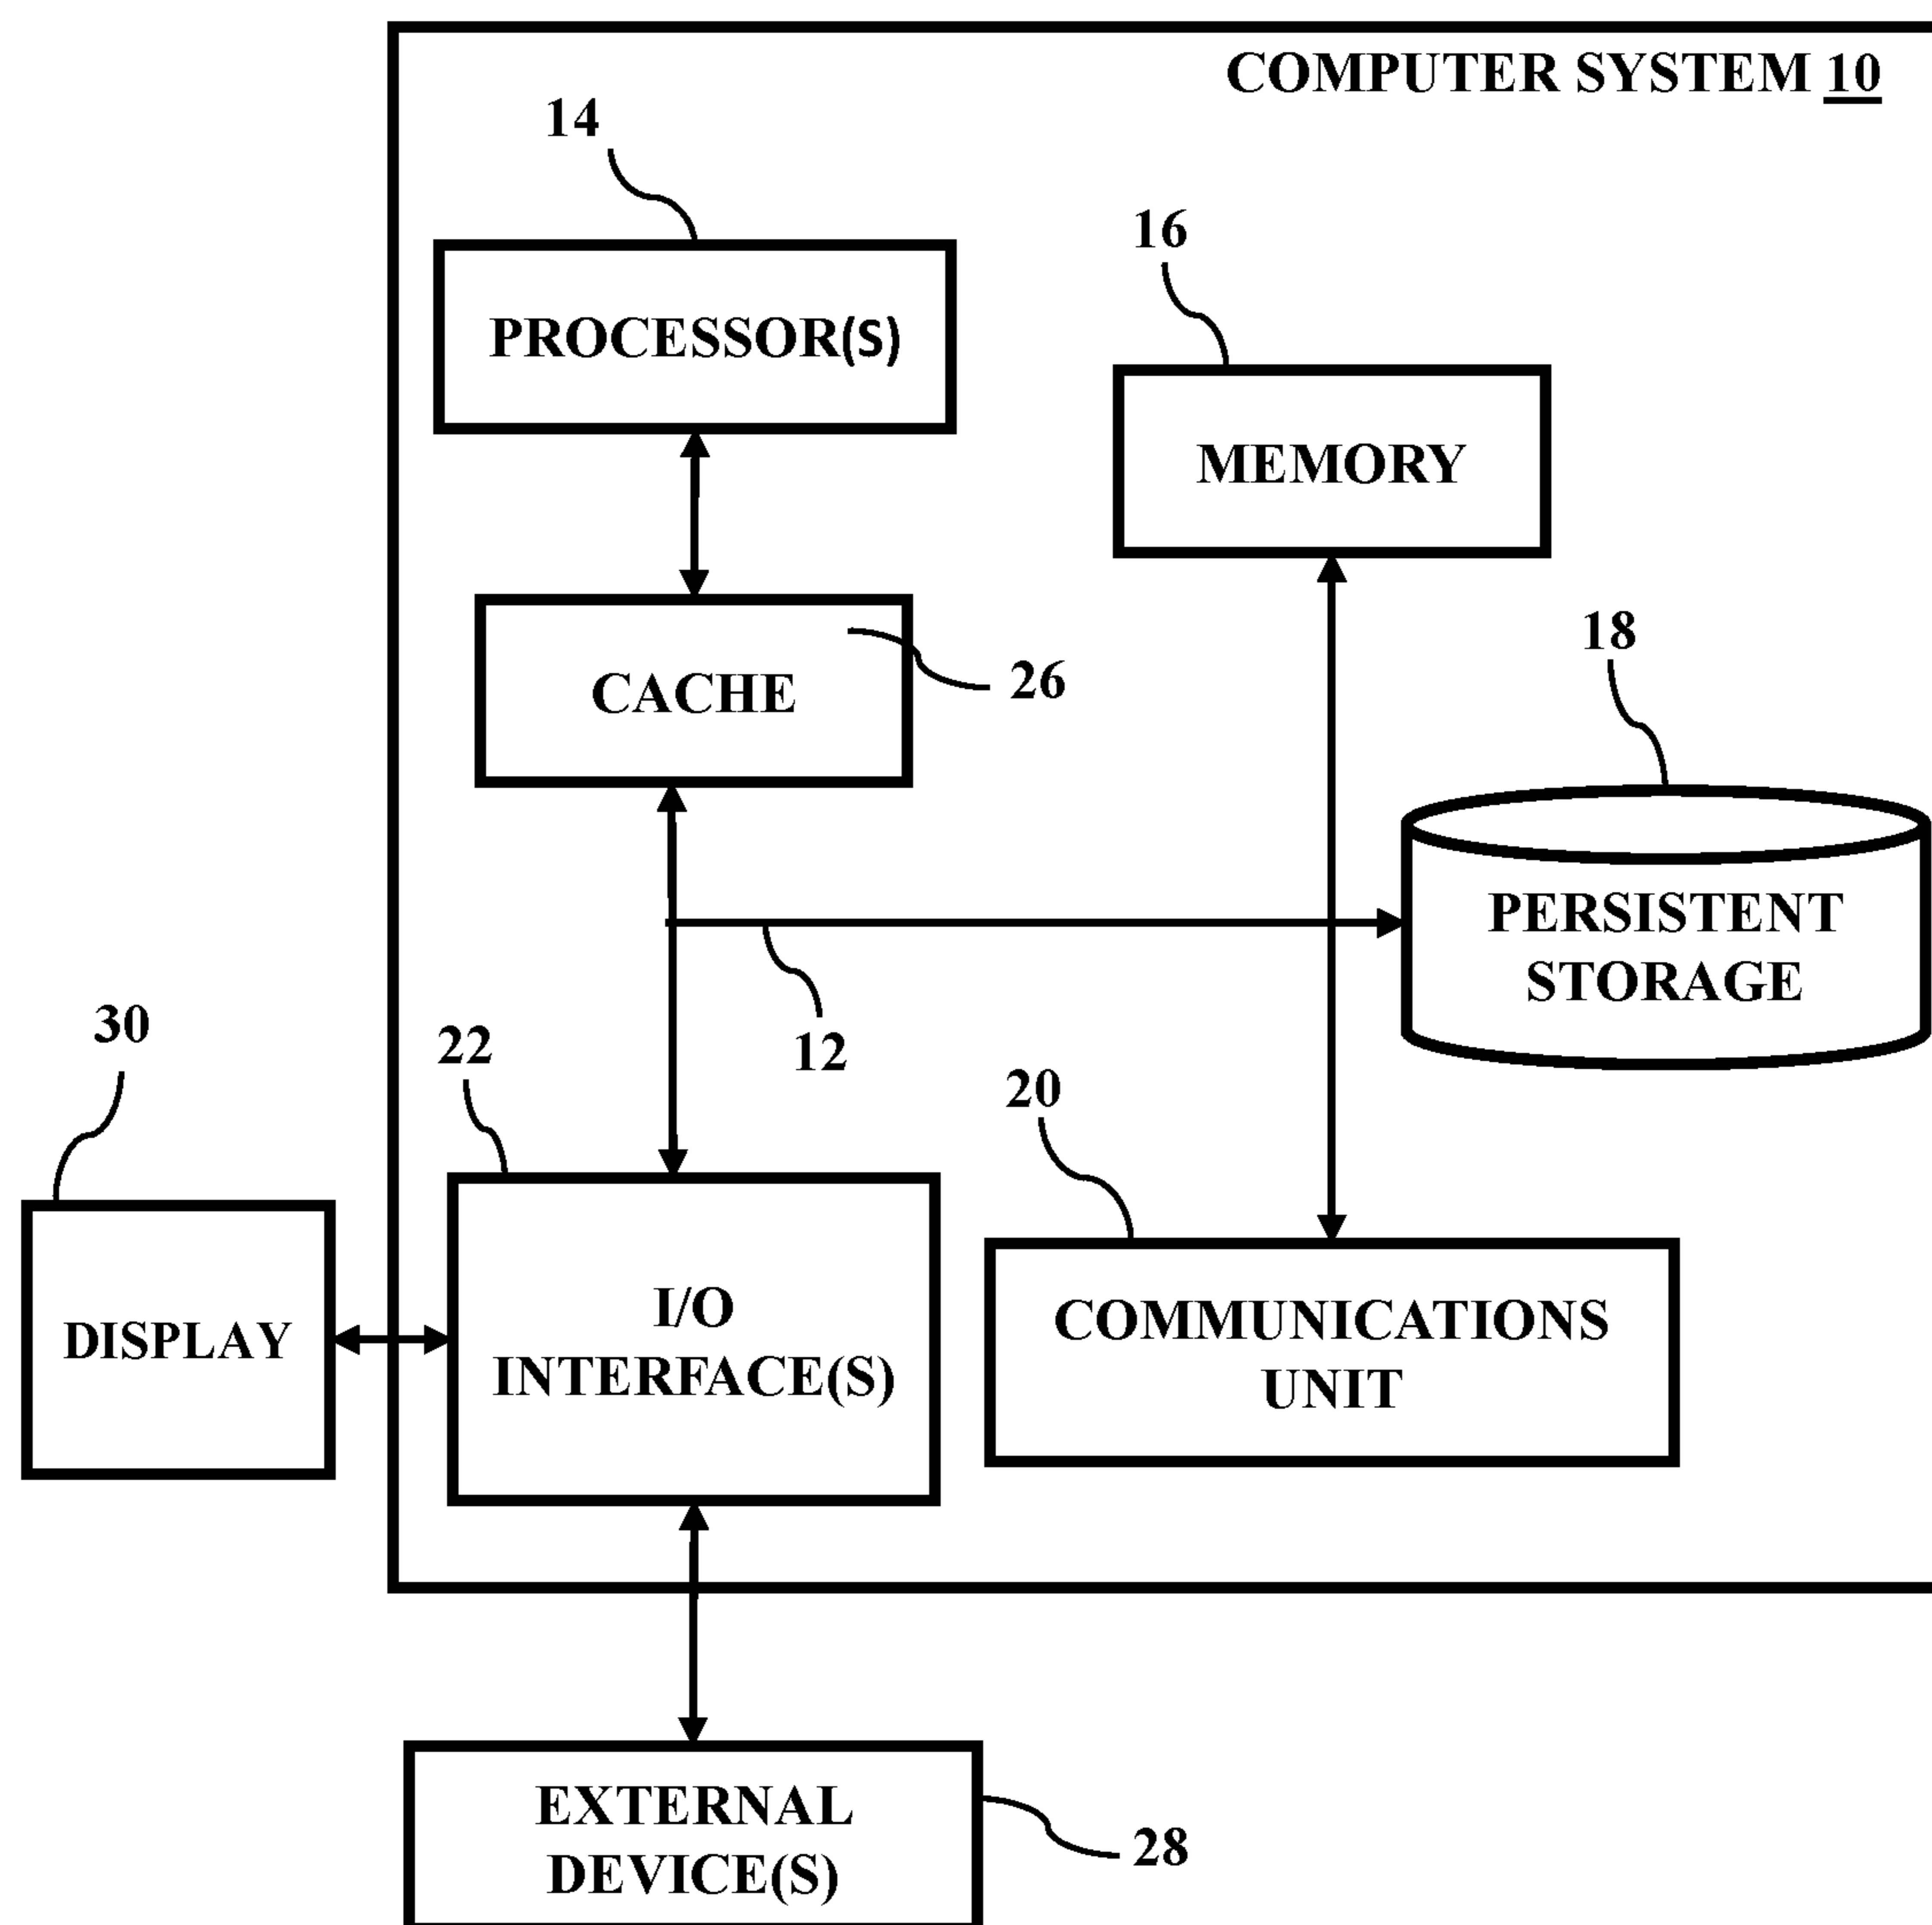 COMPUTER SYSTEM 10
14
PROCESSOR(S)
16
MEMORY
CACHE
26
18
PERSISTENT
STORAGE
12
30
22
20
DISPLAY
I/O
INTERFACE(S)
COMMUNICATIONS
UNIT
EXTERNAL
DEVICE(S)
28